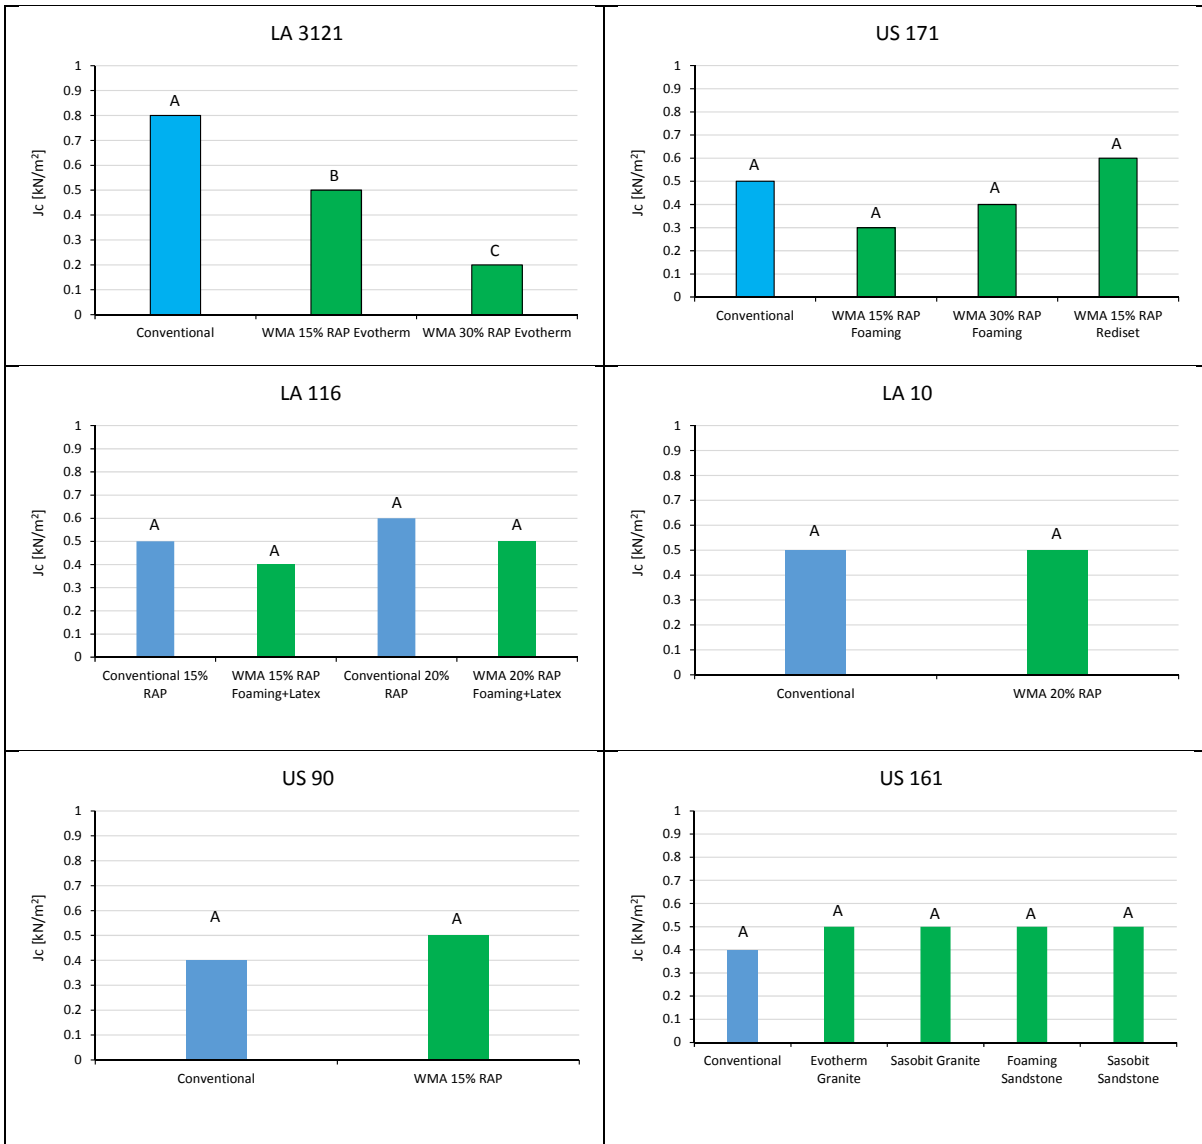 LA 3121
1
0.9
0.8
0.7
0.6
0.5
0.4
0.3
0.2
0.1
0
Jc [kN/m²]
A
B
C
Conventional
WMA 15% RAP Evotherm
WMA 30% RAP Evotherm
US 171
1
0.9
0.8
0.7
0.6
0.5
0.4
0.3
0.2
0.1
0
Jc [kN/m²]
A
A
A
A
Conventional
WMA 15% RAP
Foaming
WMA 30% RAP
Foaming
WMA 15% RAP
Rediset
LA 116
1
0.9
0.8
0.7
0.6
0.5
0.4
0.3
0.2
0.1
0
Jc [kN/m²]
A
A
A
A
Conventional 15%
RAP
WMA 15% RAP
Foaming+Latex
Conventional 20%
RAP
WMA 20% RAP
Foaming+Latex
LA 10
1
0.9
0.8
0.7
0.6
0.5
0.4
0.3
0.2
0.1
0
Jc [kN/m²]
A
A
Conventional
WMA 20% RAP
US 90
1
0.9
0.8
0.7
0.6
0.5
0.4
0.3
0.2
0.1
0
Jc [kN/m²]
A
A
Conventional
WMA 15% RAP
US 161
1
0.9
0.8
0.7
0.6
0.5
0.4
0.3
0.2
0.1
0
Jc [kN/m²]
A
A
A
A
A
Conventional
Evotherm
Granite
Sasobit Granite
Foaming
Sandstone
Sasobit
Sandstone